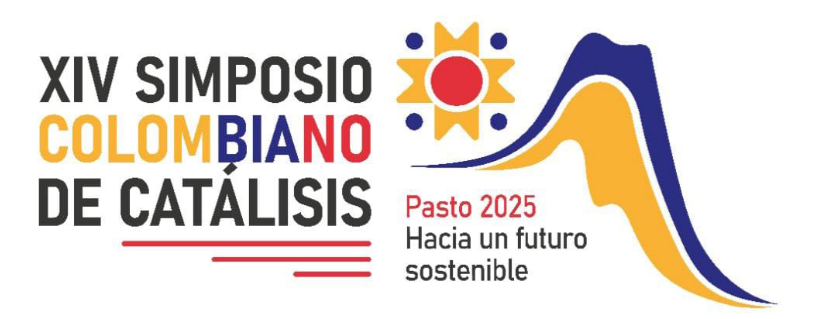 XIV SIMPOSIO
COLOMBIANO
DE CATÁLISIS
Pasto 2025
Hacia un futuro
sostenible